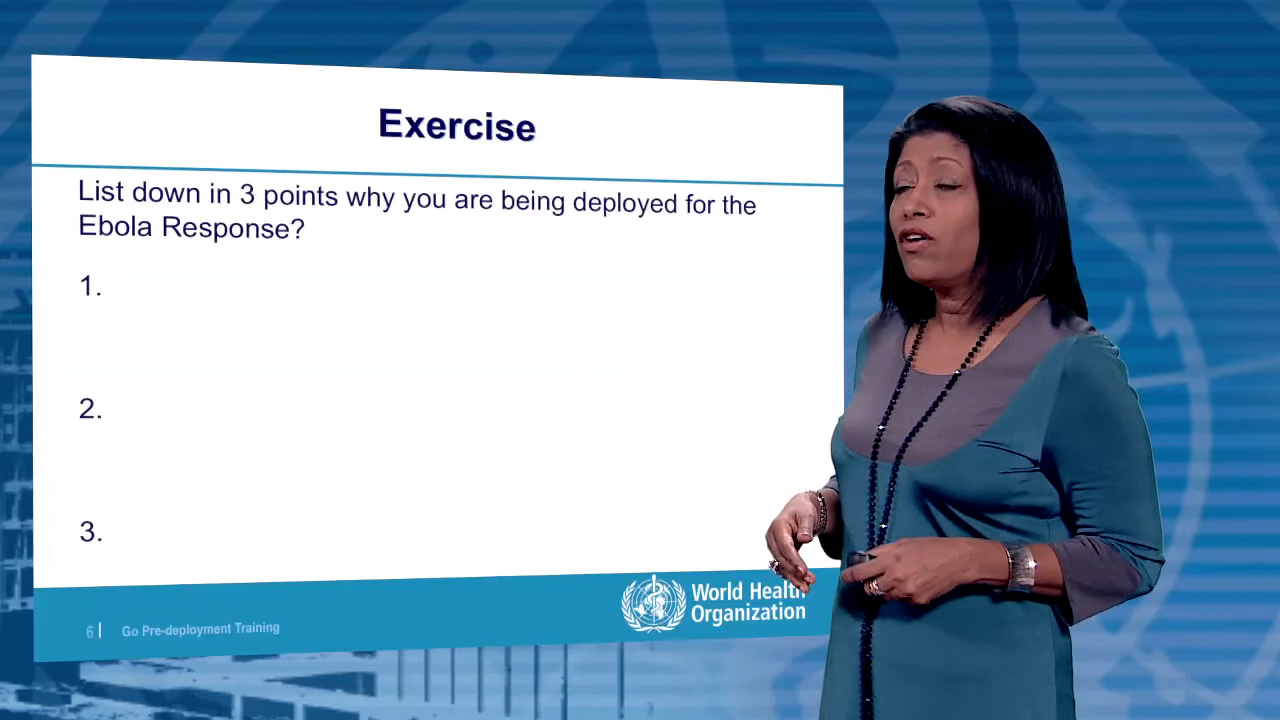 Exercise
List down in 3 points why you are being deployed for the
Ebola Response?
1.
2.
3.
6 |
Go Pre-deployment Training
World Health
Organization